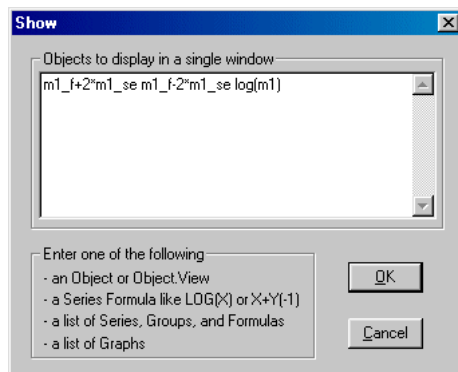 Show
Objects to display in a single window
m1_f+2*m1_se m1_f-2*m1_se log(m1)
Enter one of the following
- an Object or Object.View
- a Series Formula like LOG(X) or X+Y(-1)
- a list of Series, Groups, and Formulas
- a list of Graphs
OK
Cancel